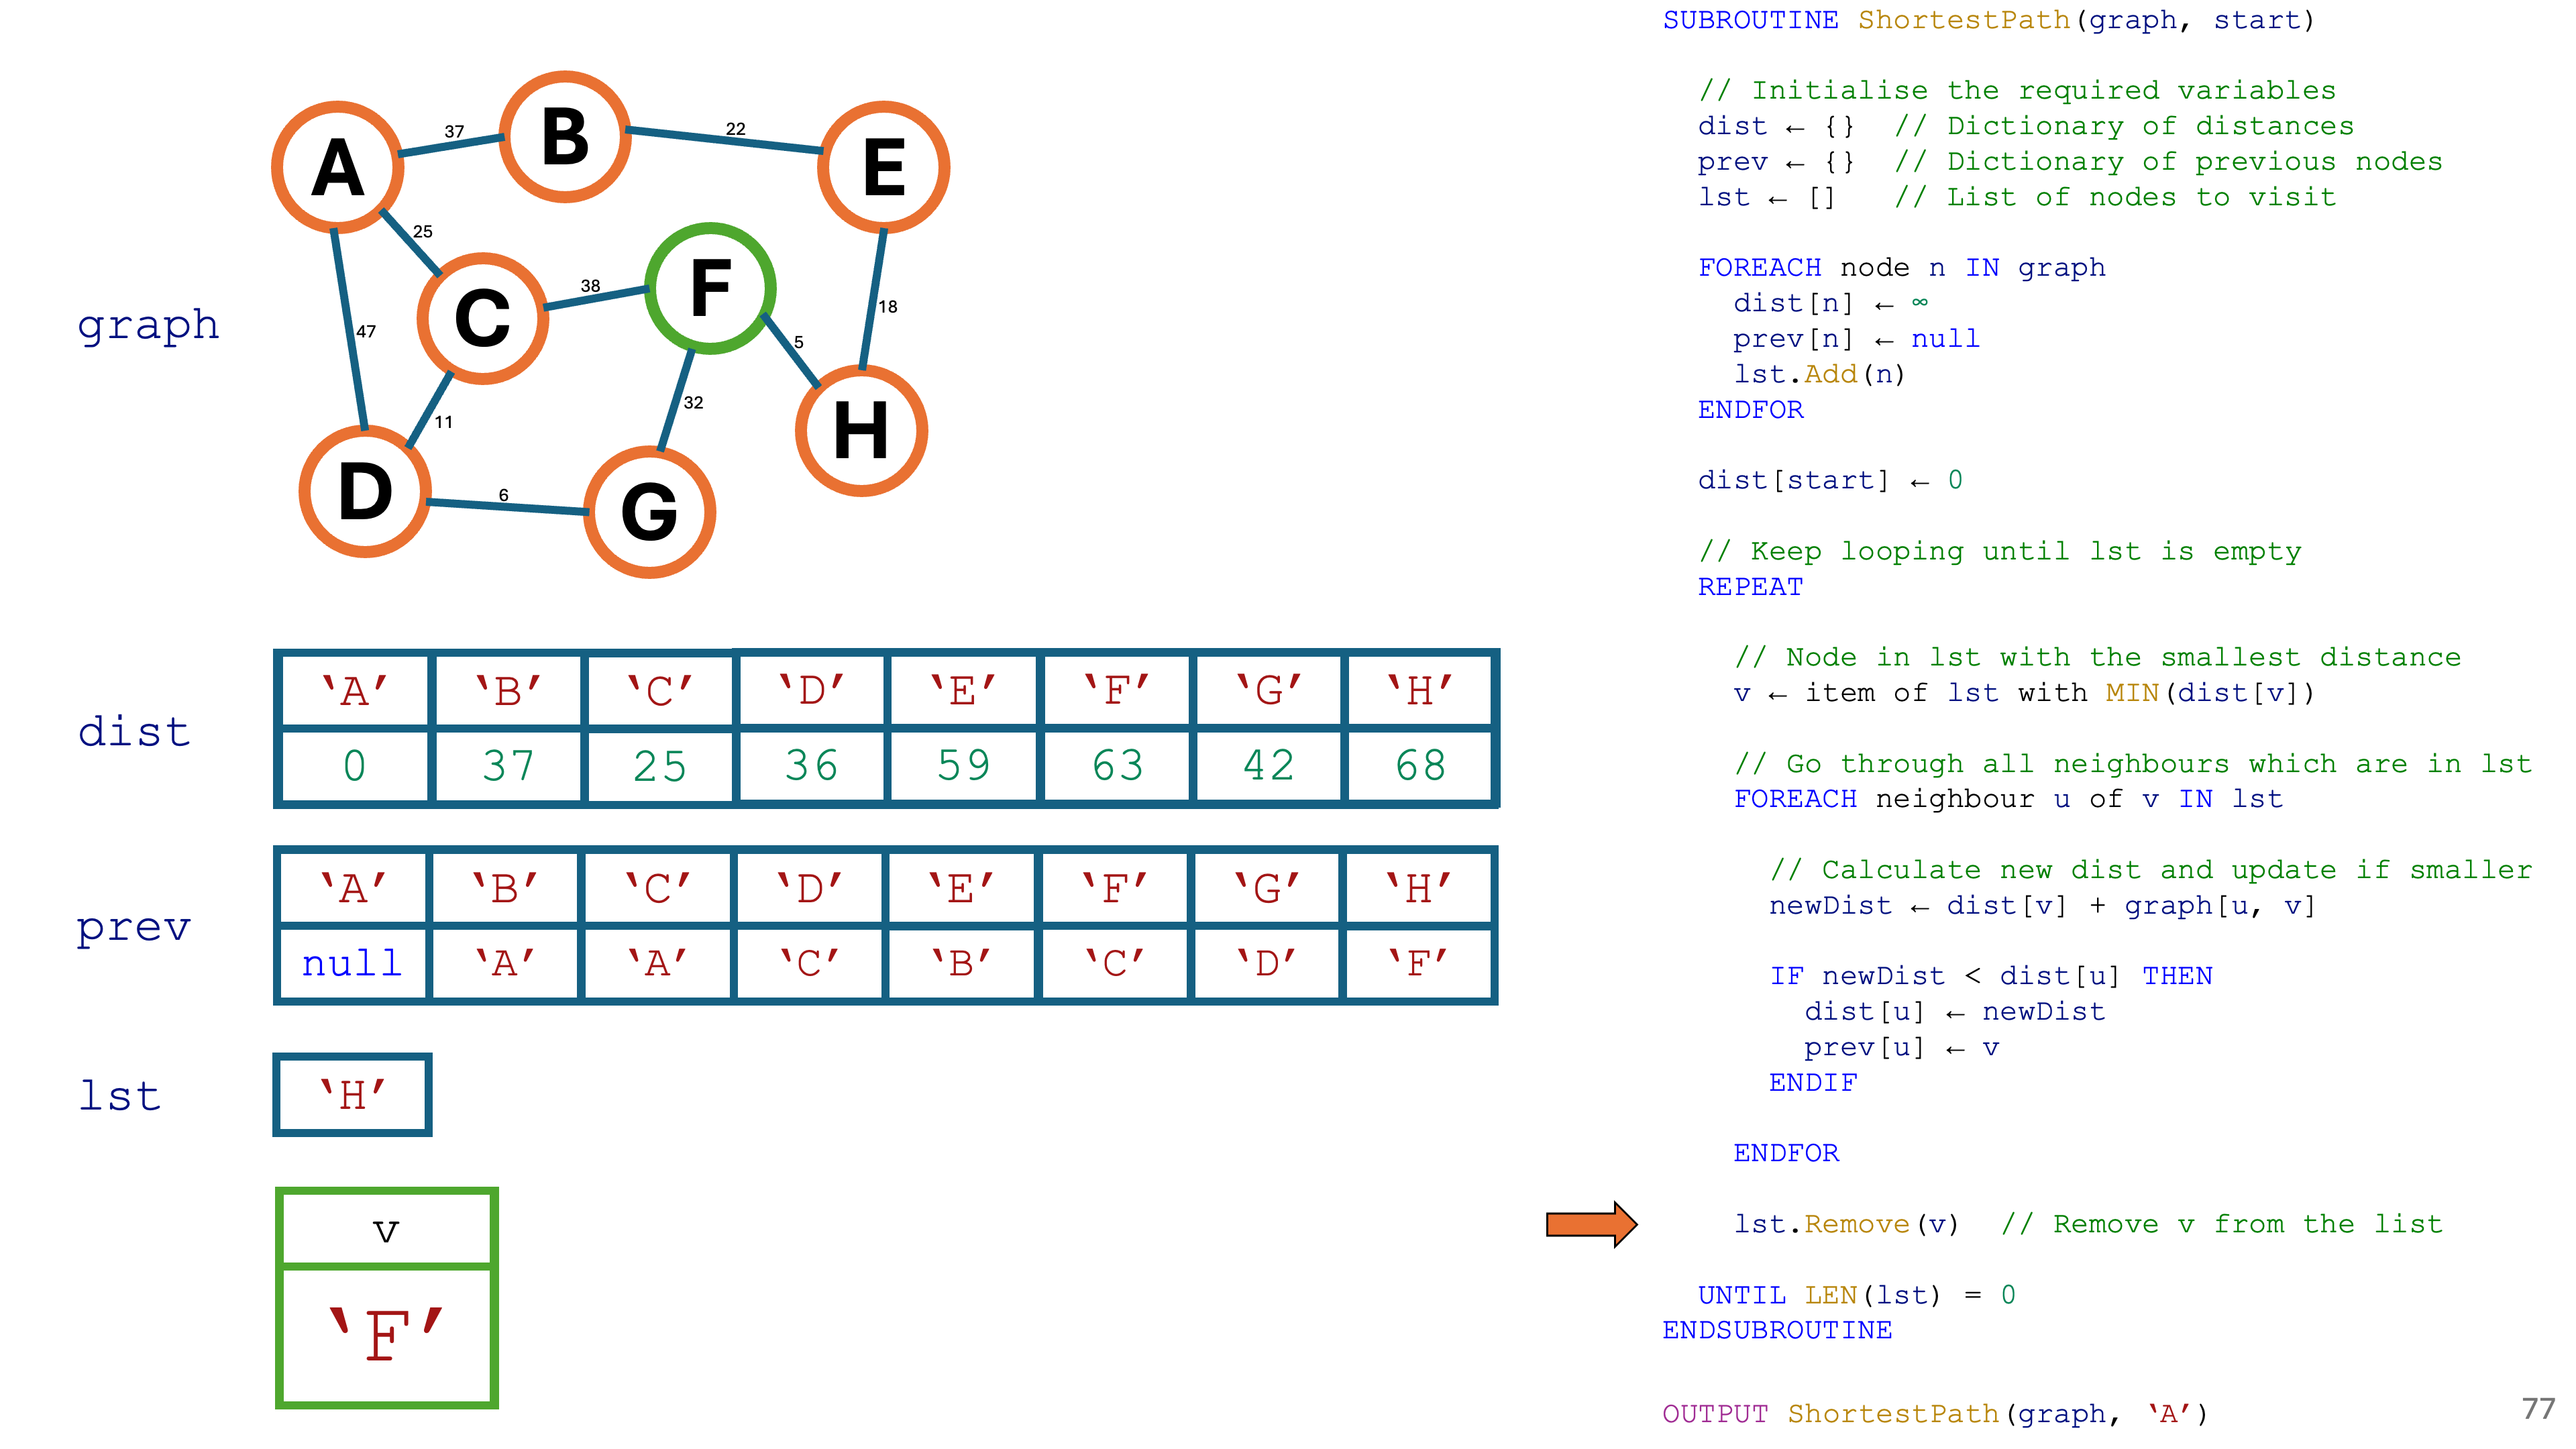 graph
A
B
E
C
F
D
G
H
37
22
25
38
47
5
18
11
32
6
dist
‘A’ ‘B’ ‘C’ ‘D’ ‘E’ ‘F’ ‘G’ ‘H’
0 37 25 36 59 63 42 68
prev
‘A’ ‘B’ ‘C’ ‘D’ ‘E’ ‘F’ ‘G’ ‘H’
null ‘A’ ‘A’ ‘C’ ‘B’ ‘C’ ‘D’ ‘F’
lst
‘H’
v
‘F’
SUBROUTINE ShortestPath(graph, start)
// Initialise the required variables
dist ← {} // Dictionary of distances
prev ← {} // Dictionary of previous nodes
lst ← [] // List of nodes to visit
FOREACH node n IN graph
dist[n] ← ∞
prev[n] ← null
lst.Add(n)
ENDFOR
dist[start] ← 0
// Keep looping until lst is empty
REPEAT
// Node in lst with the smallest distance
v ← item of lst with MIN(dist[v])
// Go through all neighbours which are in lst
FOREACH neighbour u of v IN lst
// Calculate new dist and update if smaller
newDist ← dist[v] + graph[u, v]
IF newDist < dist[u] THEN
dist[u] ← newDist
prev[u] ← v
ENDIF
ENDFOR
lst.Remove(v) // Remove v from the list
UNTIL LEN(lst) = 0
ENDSUBROUTINE
OUTPUT ShortestPath(graph, ‘A’)
77